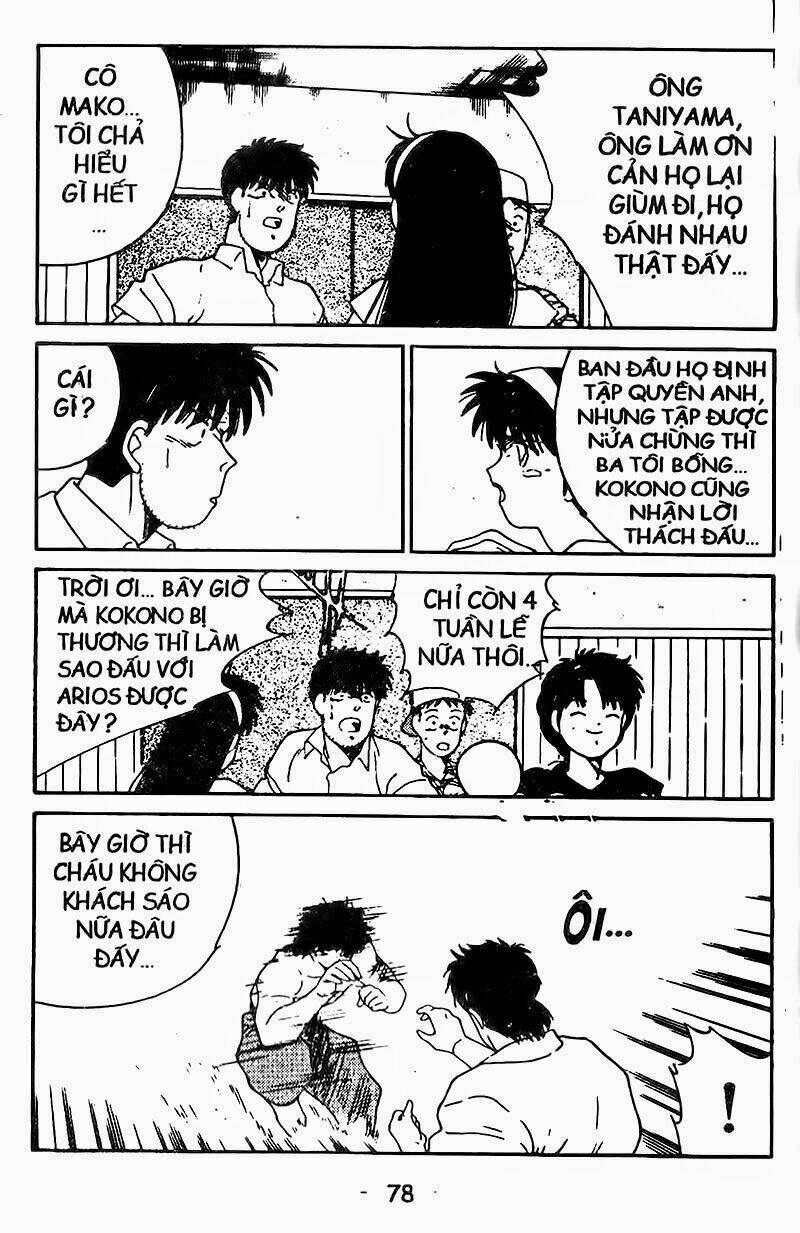 ÔNG
TANIYAMA,
ÔNG LÀM ƠN
CẢN HỌ LẠI
GIÙM ĐI, HỌ
ĐÁNH NHAU
THẬT ĐẤY...
CÔ
MAKO...
TÔI CHẢ
HIỂU
GÌ HẾT
...
BAN ĐẦU HỌ ĐỊNH
TẬP QUYỀN ANH,
NHƯNG TẬP ĐƯỢC
NỬA CHỪNG THÌ
BA TÔI BỖNG...
KOKONO CŨNG
NHẬN LỜI
THÁCH ĐẤU...
CÁI
GÌ?
CHỈ CÒN 4
TUẦN LỄ
NỮA THÔI...
TRỜI ƠI... BÂY GIỜ
MÀ KOKONO BỊ
THƯƠNG THÌ LÀM
SAO ĐẤU VỚI
ARIOS ĐƯỢC
ĐÂY?
BÂY GIỜ THÌ
CHÁU KHÔNG
KHÁCH SÁO
NỮA ĐÂU
ĐẤY...
ÔI...
!
- 78 -